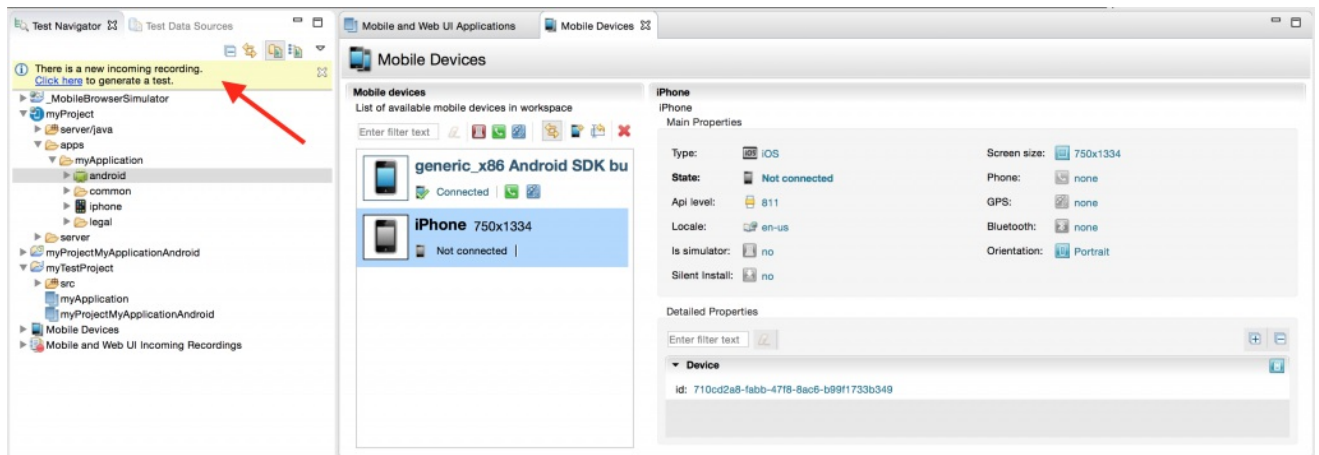 Test Navigator
Test Data Sources
There is a new incoming recording.
Click here to generate a test.
_MobileBrowserSimulator
myProject
server/java
apps
myApplication
android
common
iphone
legal
server
myProjectMyApplicationAndroid
myTestProject
src
myApplication
myProjectMyApplicationAndroid
Mobile Devices
Mobile and Web UI Incoming Recordings
Mobile and Web UI Applications
Mobile Devices
Mobile Devices
Mobile devices
List of available mobile devices in workspace
Enter filter text
generic_x86 Android SDK bu
Connected
iPhone 750x1334
Not connected
iPhone
iPhone
Main Properties
Type: iOS
State: Not connected
Api level: 811
Locale: en-us
Is simulator: no
Silent Install: no
Screen size: 750x1334
Phone: none
GPS: none
Bluetooth: none
Orientation: Portrait
Detailed Properties
Enter filter text
Device
id: 710cd2a8-fabb-47f8-8ac6-b99f1733b349